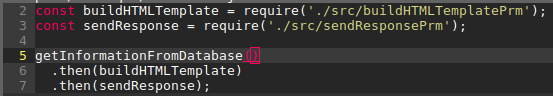 2 const buildHTMLTemplate = require('./src/buildHTMLTemplatePrm');
3 const sendResponse = require('./src/sendResponsePrm');
4
5 getInformationFromDatabase()
6 .then(buildHTMLTemplate)
7 .then(sendResponse);